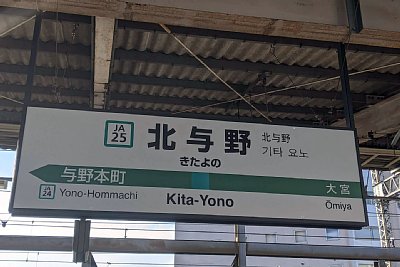 JA
25
北与野
きたよの
北与野
기타 요노
与野本町
大宮
JA
24
Yono-Hommachi
Kita-Yono
Ōmiya